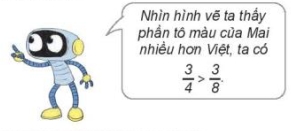 Nhìn hình vẽ ta thấy
phần tô màu của Mai
nhiều hơn Việt, ta có
3/4 > 3/8.